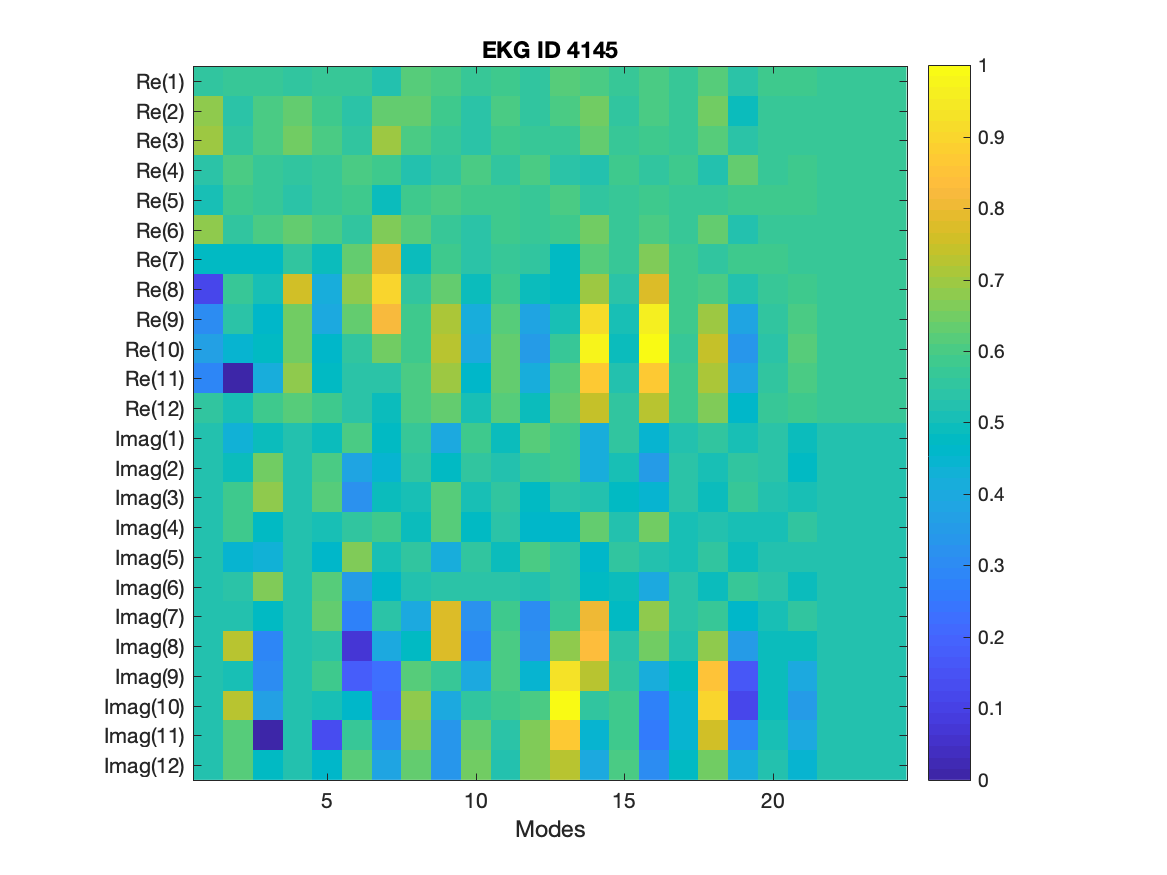 EKG ID 4145
Re(1)
Re(2)
Re(3)
Re(4)
Re(5)
Re(6)
Re(7)
Re(8)
Re(9)
Re(10)
Re(11)
Re(12)
Imag(1)
Imag(2)
Imag(3)
Imag(4)
Imag(5)
Imag(6)
Imag(7)
Imag(8)
Imag(9)
Imag(10)
Imag(11)
Imag(12)
5 10 15 20
Modes
1
0.9
0.8
0.7
0.6
0.5
0.4
0.3
0.2
0.1
0